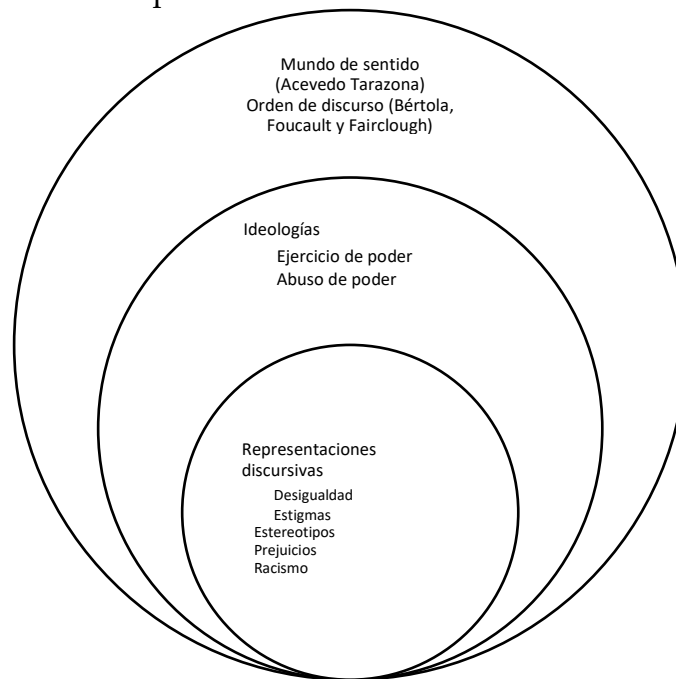 Mundo de sentido
(Acevedo Tarazona)
Orden de discurso (Bértola,
Foucault y Fairclough)
Ideologías
Ejercicio de poder
Abuso de poder
Representaciones
discursivas
Desigualdad
Estigmas
Estereotipos
Prejuicios
Racismo